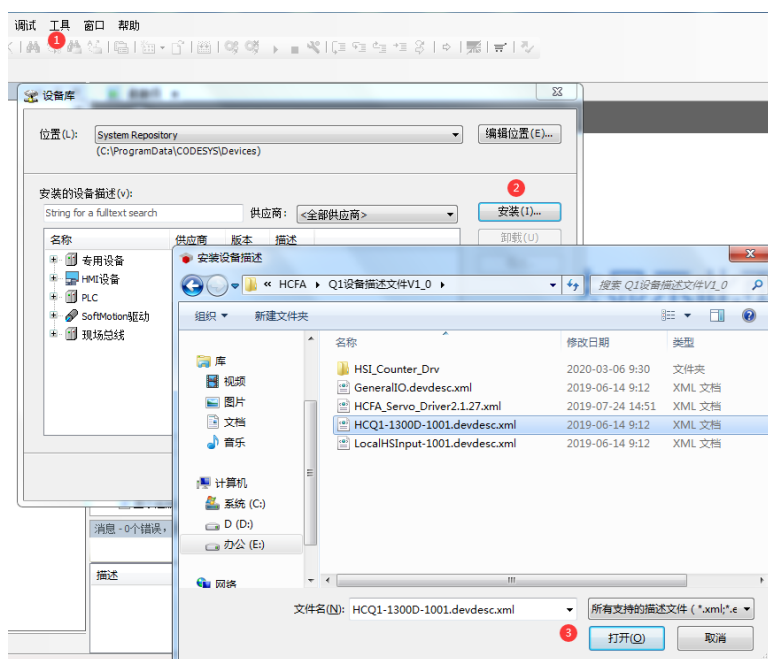 调试 工具 窗口 帮助
1
设备库
位置(L): System Repository 编辑位置(E)...
(C:\ProgramData\CODESYS\Devices)
2
安装的设备描述(v):
String for a fulltext search 供应商: <全部供应商> 安装(I)...
名称 供应商 版本 描述 卸载(U)
专用设备
HMI设备
PLC
SoftMotion驱动
现场总线
安装设备描述
« HCFA Q1设备描述文件V1_0 搜索 Q1设备描述文件V1_0
组织 新建文件夹
名称 修改日期 类型
库
视频
图片
文档
音乐
计算机
系统 (C:)
D (D:)
办公 (E:)
网络
HSI_Counter_Drv 2020-03-06 9:30 文件夹
GeneralIO.devdesc.xml 2019-06-14 9:12 XML 文档
HCFA_Servo_Driver2.1.27.xml 2019-07-24 14:51 XML 文档
HCQ1-1300D-1001.devdesc.xml 2019-06-14 9:12 XML 文档
LocalHSInput-1001.devdesc.xml 2019-06-14 9:12 XML 文档
消息 - 0个错误,
描述
文件名(N): HCQ1-1300D-1001.devdesc.xml 所有支持的描述文件 ( *.xml;*.e
3
打开(O) 取消